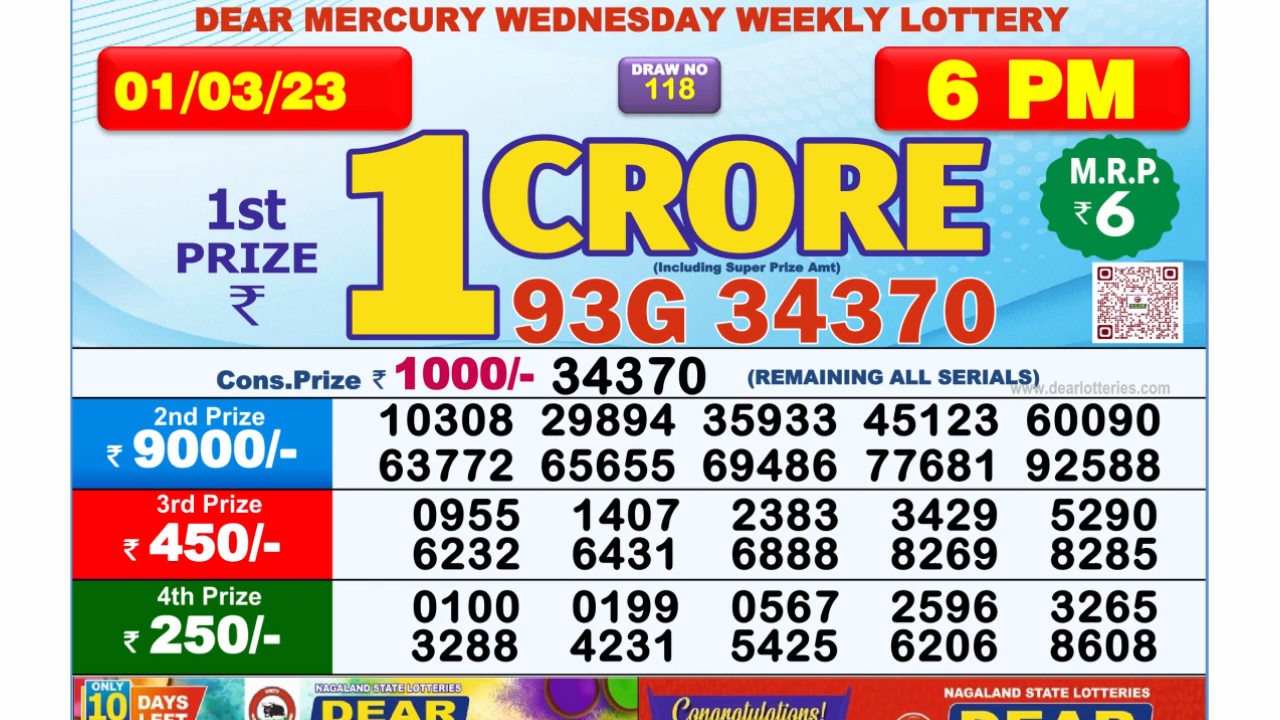 DEAR MERCURY WEDNESDAY WEEKLY LOTTERY
01/03/23
DRAW NO
118
6 PM
1st
PRIZE
₹
1 CRORE
(Including Super Prize Amt)
93G 34370
M.R.P.
₹ 6
Cons.Prize ₹ 1000/- 34370 (REMAINING ALL SERIALS)
www.dearlotteries.com
2nd Prize
₹ 9000/-
10308 29894 35933 45123 60090
63772 65655 69486 77681 92588
3rd Prize
₹ 450/-
0955 1407 2383 3429 5290
6232 6431 6888 8269 8285
4th Prize
₹ 250/-
0100 0199 0567 2596 3265
3288 4231 5425 6206 8608
ONLY
10 DAYS
LEFT
NAGALAND STATE LOTTERIES
DEAR
Congratulations!
NAGALAND STATE LOTTERIES
DEAR